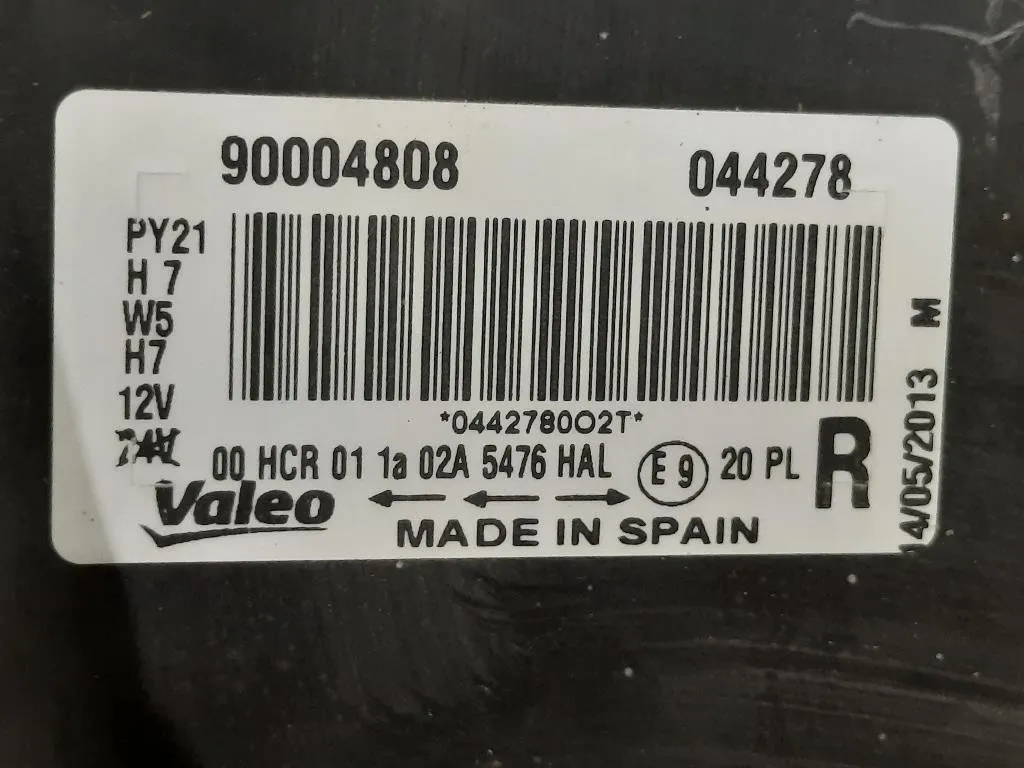 90004808 044278
PY21
H 7
W5
H7
12V
*044278002T*
00 HCR 01 1a 02A 5476 HAL E 9 20 PL R
Valeo
MADE IN SPAIN
14/05/2013 M